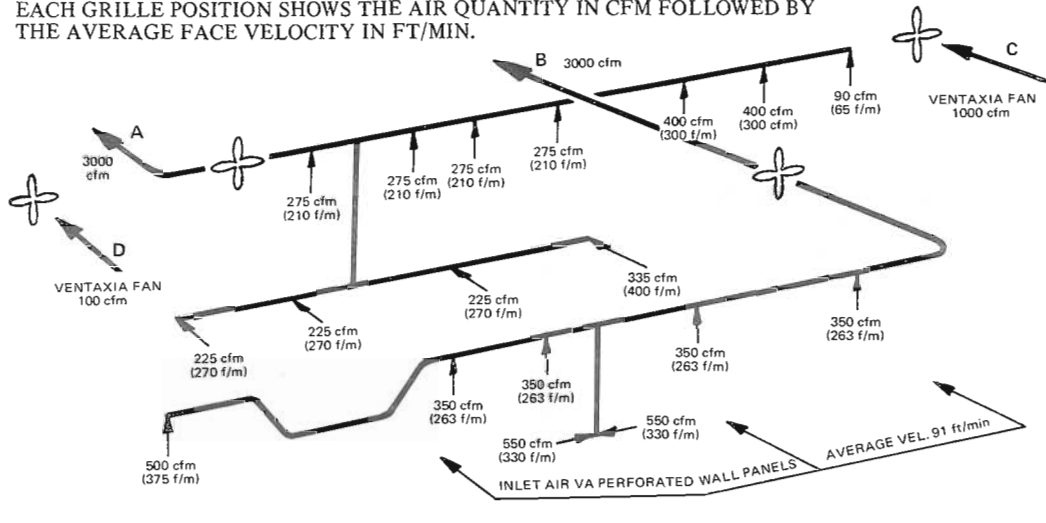 EACH GRILLE POSITION SHOWS THE AIR QUANTITY IN CFM FOLLOWED BY
THE AVERAGE FACE VELOCITY IN FT/MIN.
B
3000 cfm
C
VENTAXIA FAN
1000 cfm
90 cfm
(65 f/m)
400 cfm
(300 cfm)
400 cfm
(300 f/m)
A
3000
cfm
275 cfm
(210 f/m)
275 cfm
(210 f/m)
275 cfm
(210 f/m)
275 cfm
(210 f/m)
D
VENTAXIA FAN
100 cfm
335 cfm
(400 f/m)
225 cfm
(270 f/m)
225 cfm
(270 f/m)
225 cfm
(270 f/m)
350 cfm
(263 f/m)
350 cfm
(263 f/m)
350 cfm
(263 f/m)
350 cfm
(263 f/m)
550 cfm
(330 f/m)
550 cfm
(330 f/m)
500 cfm
(375 f/m)
AVERAGE VEL. 91 ft/min
INLET AIR VA PERFORATED WALL PANELS